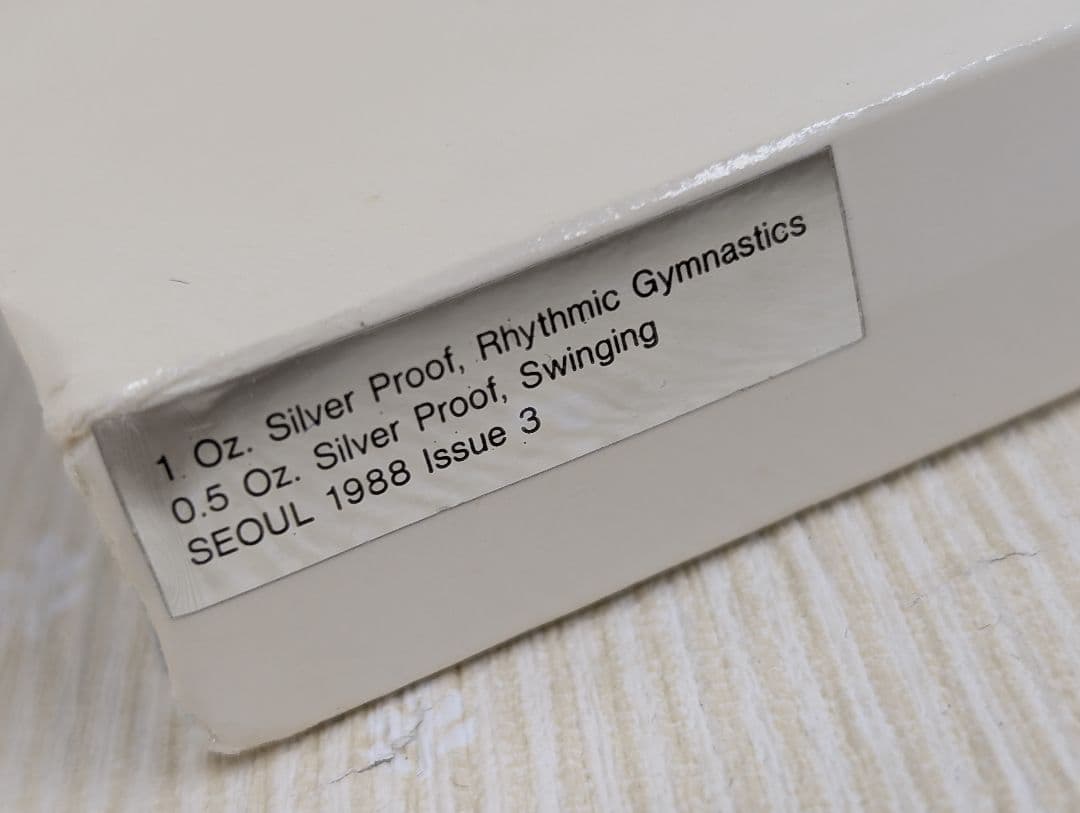 1 Oz. Silver Proof, Rhythmic Gymnastics
0.5 Oz. Silver Proof, Swinging
SEOUL 1988 Issue 3